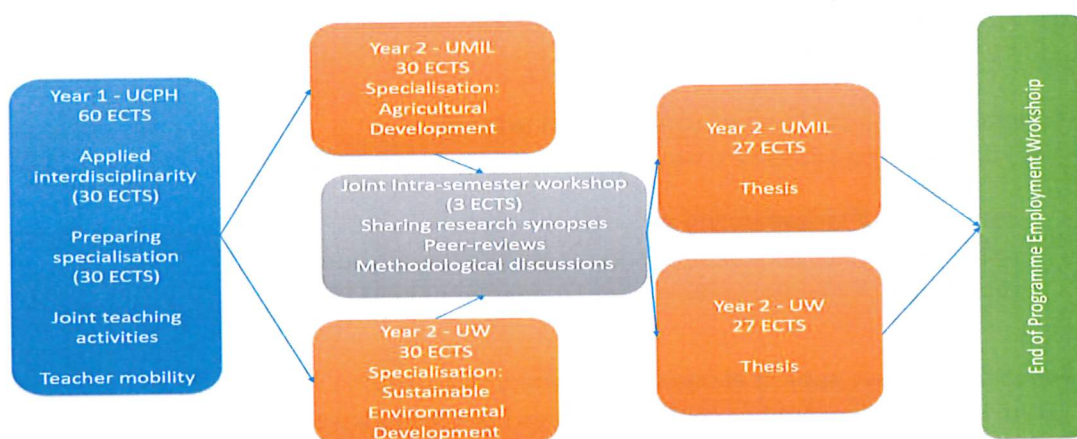 Year 1 - UCPH
60 ECTS
Applied
interdisciplinarity
(30 ECTS)
Preparing
specialisation
(30 ECTS)
Joint teaching
activities
Teacher mobility
Year 2 - UMIL
30 ECTS
Specialisation:
Agricultural
Development
Joint Intra-semester workshop
(3 ECTS)
Sharing research synopses
Peer-reviews
Methodological discussions
Year 2 - UW
30 ECTS
Specialisation:
Sustainable
Environmental
Development
Year 2 - UMIL
27 ECTS
Thesis
Year 2 - UW
27 ECTS
Thesis
End of Programme Employment Wrokshoip